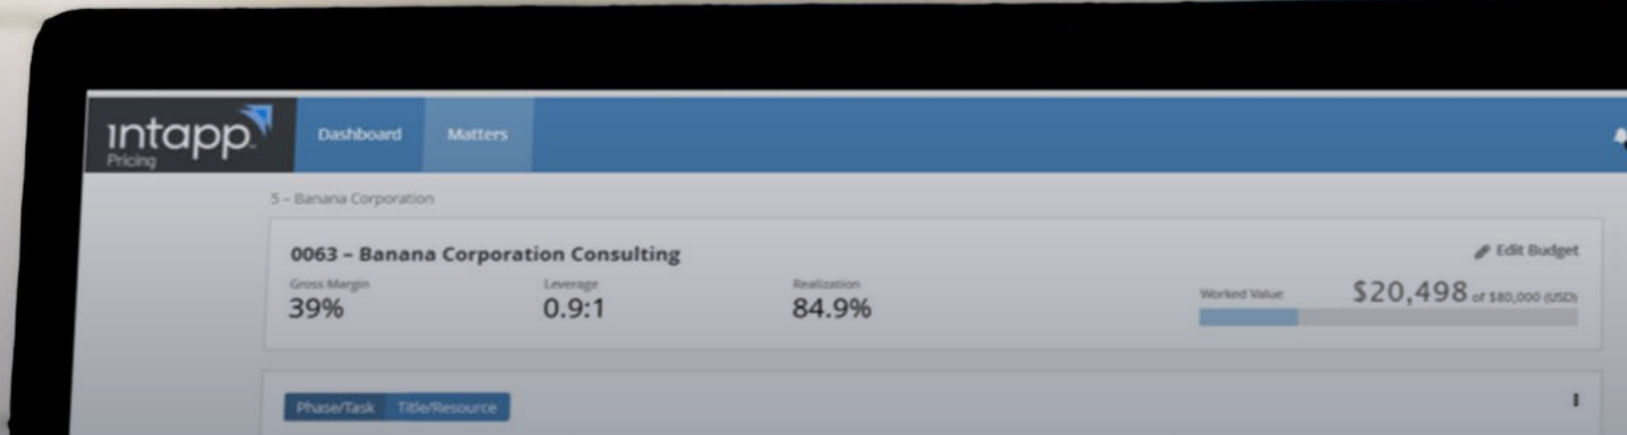 intapp
Pricing
Dashboard
Matters
5 – Banana Corporation
0063 – Banana Corporation Consulting
Edit Budget
Gross Margin
Leverage
Realization
39%
0.9:1
84.9%
Worked Value
$20,498 of $80,000 (USD)
Phase/Task
Title/Resource